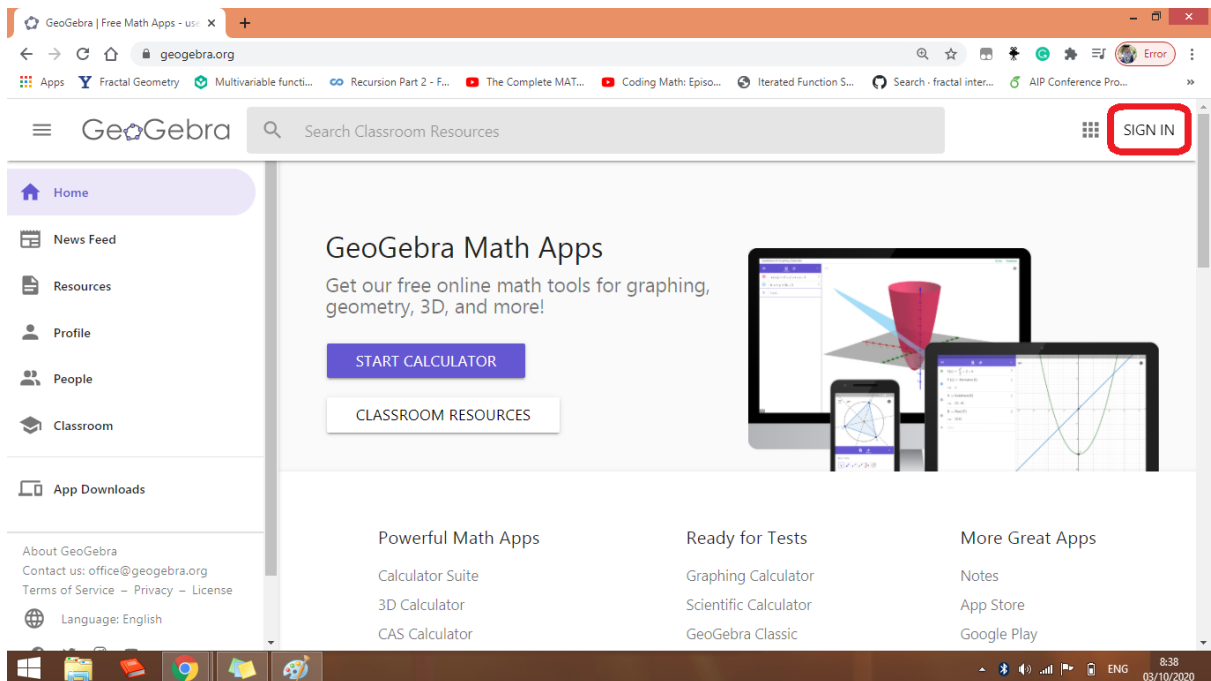 GeoGebra | Free Math Apps - use
geogebra.org
Error
Apps
Fractal Geometry
Multivariable functi...
Recursion Part 2 - F...
The Complete MAT...
Coding Math: Episo...
Iterated Function S...
Search · fractal inter...
AIP Conference Pro...
GeoGebra
Search Classroom Resources
SIGN IN
Home
News Feed
Resources
Profile
People
Classroom
App Downloads
About GeoGebra
Contact us: office@geogebra.org
Terms of Service – Privacy – License
Language: English
GeoGebra Math Apps
Get our free online math tools for graphing,
geometry, 3D, and more!
START CALCULATOR
CLASSROOM RESOURCES
Powerful Math Apps
Calculator Suite
3D Calculator
CAS Calculator
Ready for Tests
Graphing Calculator
Scientific Calculator
GeoGebra Classic
More Great Apps
Notes
App Store
Google Play
ENG
8:38
03/10/2020